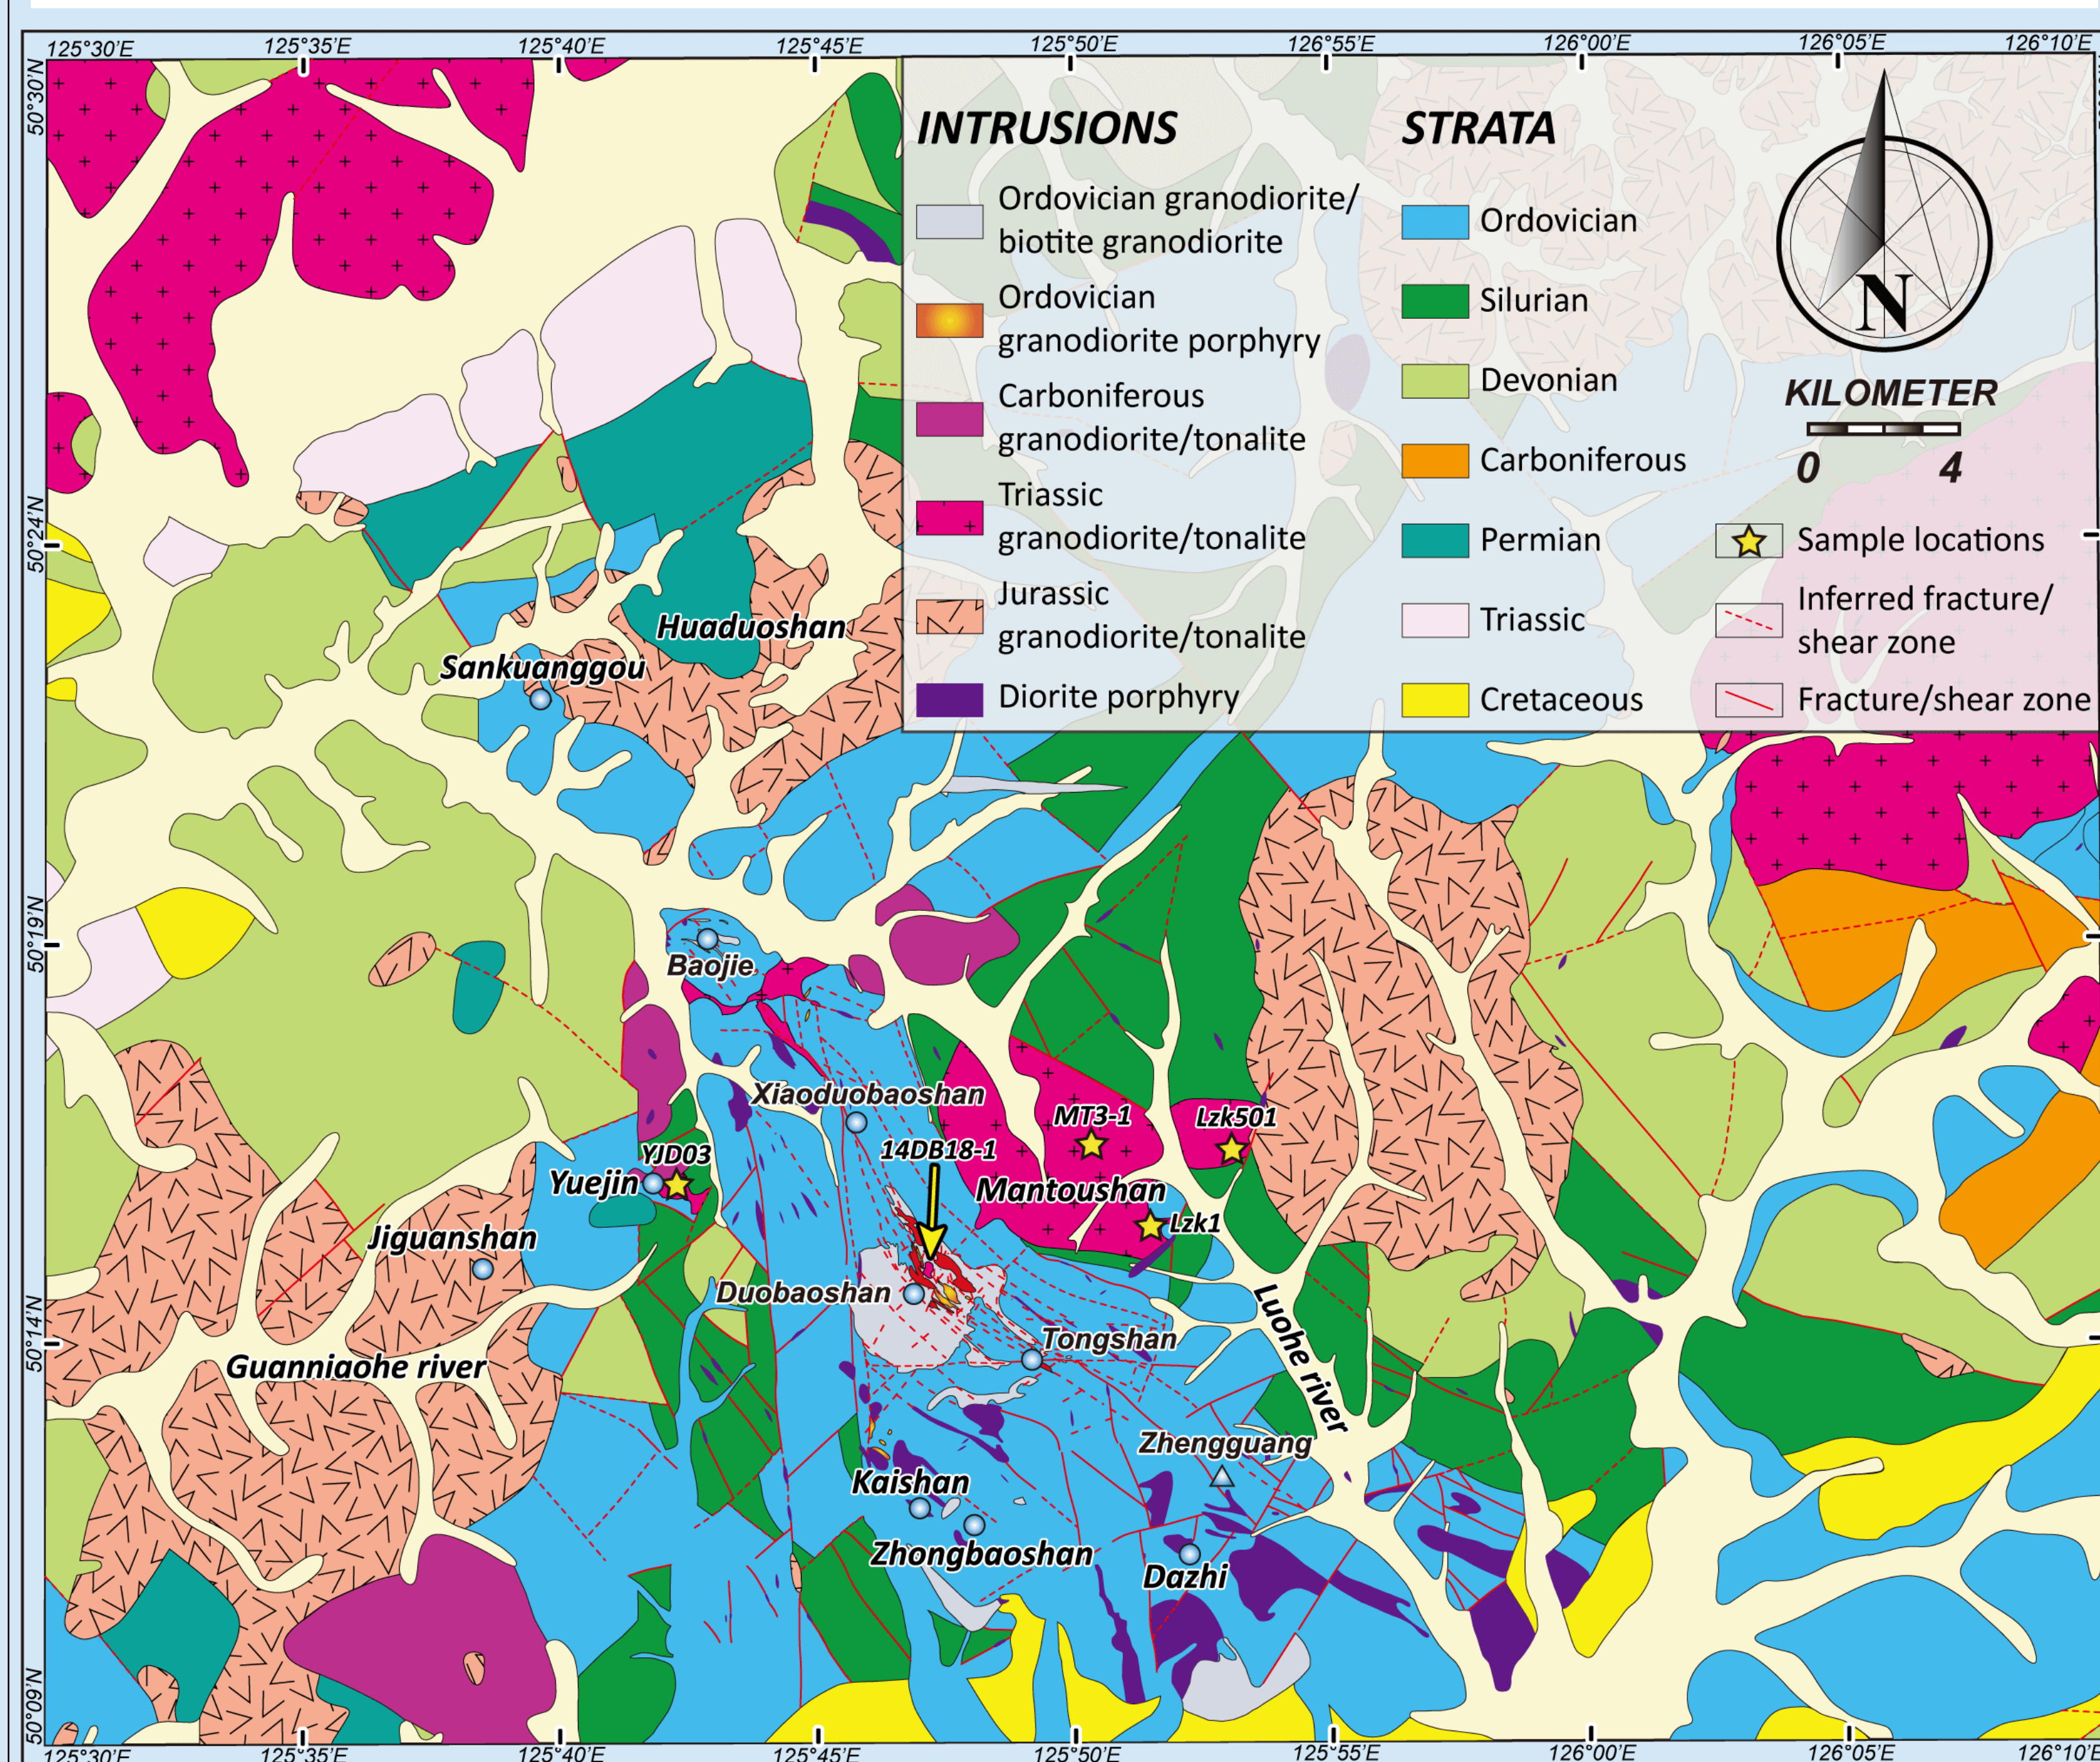 125°30'E 125°35'E 125°40'E 125°45'E 125°50'E 126°55'E 126°00'E 126°05'E 126°10'E
50°30'N
INTRUSIONS
Ordovician granodiorite/
biotite granodiorite
Ordovician
granodiorite porphyry
Carboniferous
granodiorite/tonalite
Triassic
granodiorite/tonalite
Jurassic
granodiorite/tonalite
Diorite porphyry
STRATA
Ordovician
Silurian
Devonian
Carboniferous
Permian
Triassic
Cretaceous
N
KILOMETER
0 4
Sample locations
Inferred fracture/
shear zone
Fracture/shear zone
50°24'N
Huaduoshan
Sankuanggou
50°19'N
Baojie
Xiaoduobaoshan
MT3-1
Lzk501
14DB18-1
YJD03
Yuejin
Mantoushan
Lzk1
Jiguanshan
Duobaoshan
Luohe river
50°14'N
Tongshan
Guanniaohe river
Zhengguang
Kaishan
Zhongbaoshan
Dazhi
50°09'N
125°30'E 125°35'E 125°40'E 125°45'E 125°50'E 125°55'E 126°00'E 126°05'E 126°10'E